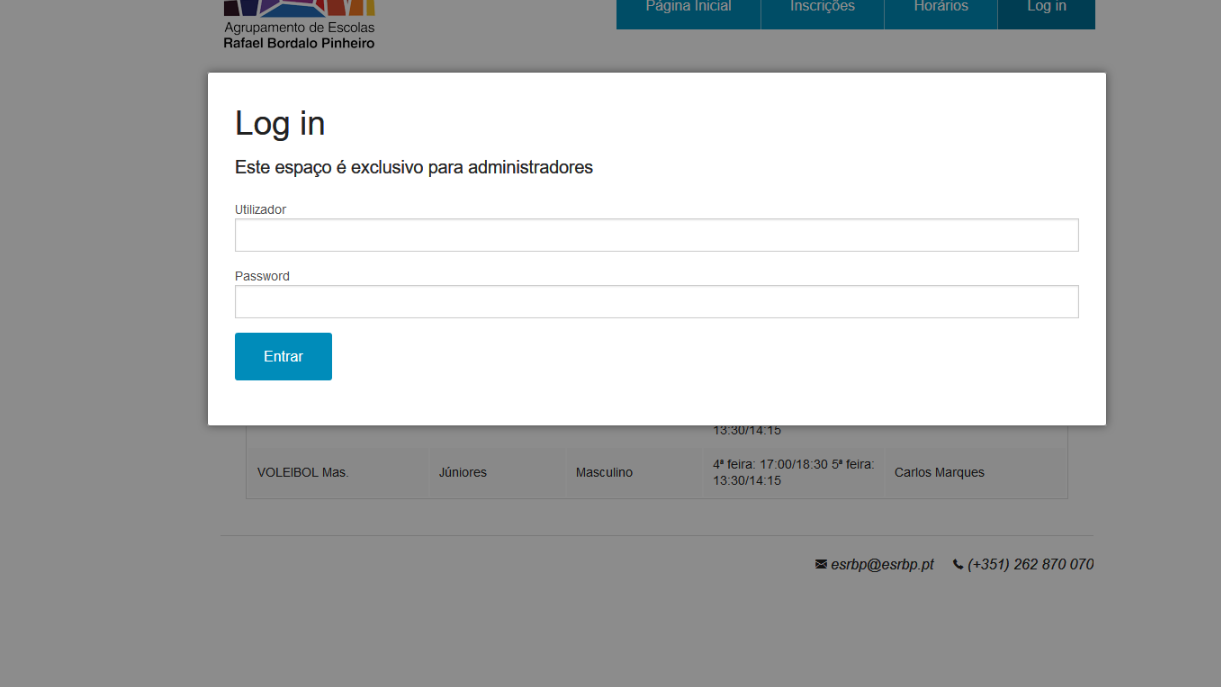 Página Inicial Inscrições Horários Log in
Agrupamento de Escolas
Rafael Bordalo Pinheiro
Log in
Este espaço é exclusivo para administradores
Utilizador
Password
Entrar
13:30/14:15
VOLEIBOL Mas. Júniores Masculino 4ª feira: 17:00/18:30 5ª feira: 13:30/14:15 Carlos Marques
esrbp@esrbp.pt (+351) 262 870 070